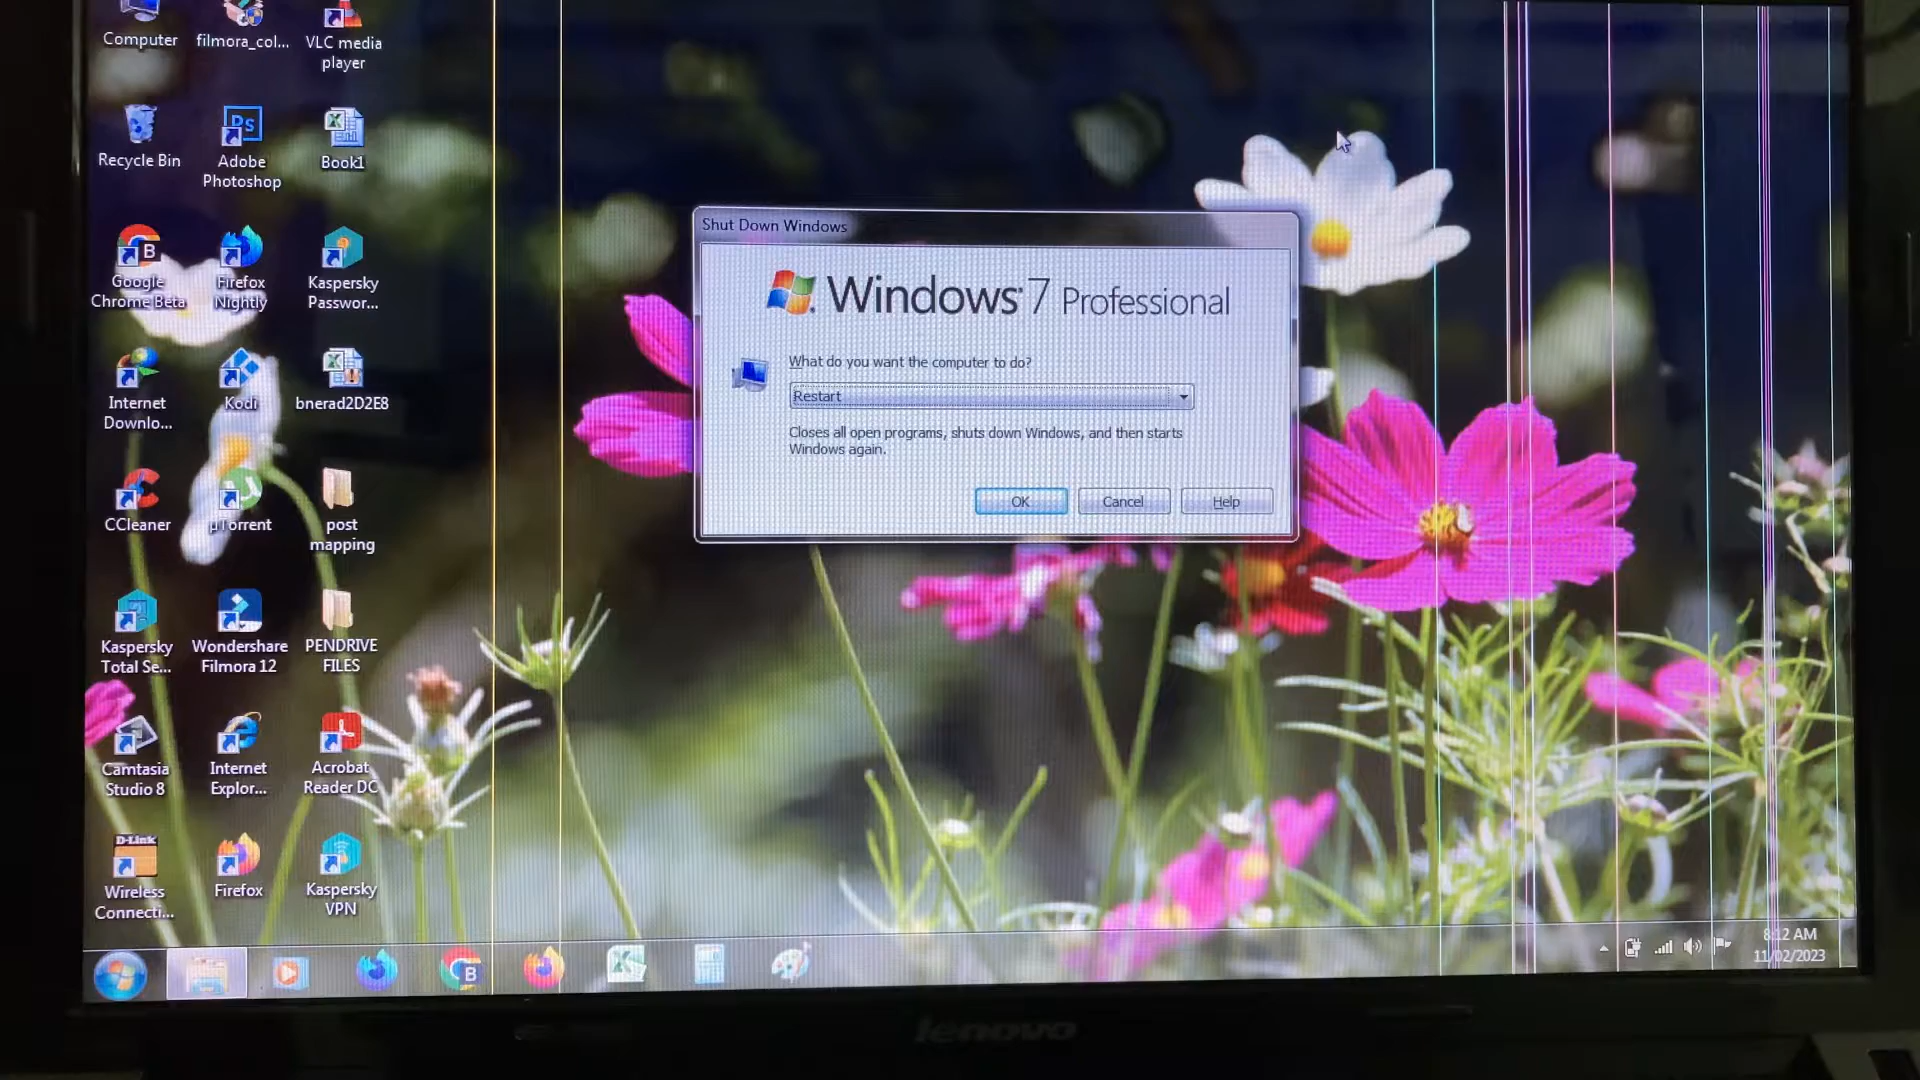 Computer
filmora_col...
VLC media
player
Recycle Bin
Ps
Adobe
Photoshop
Book1
B
Google
Chrome Beta
Firefox
Nightly
Kaspersky
Passwor...
Internet
Downlo...
Kodi
bnerad2D2E8
CCleaner
µTorrent
post
mapping
Kaspersky
Total Se...
Wondershare
Filmora 12
PENDRIVE
FILES
Camtasia
Studio 8
Internet
Explor...
Acrobat
Reader DC
D-Link
Wireless
Connecti...
Firefox
Kaspersky
VPN
Shut Down Windows
Windows 7 Professional
What do you want the computer to do?
Restart
Closes all open programs, shuts down Windows, and then starts
Windows again.
OK
Cancel
Help
B
8:12 AM
11/02/2023
lenovo